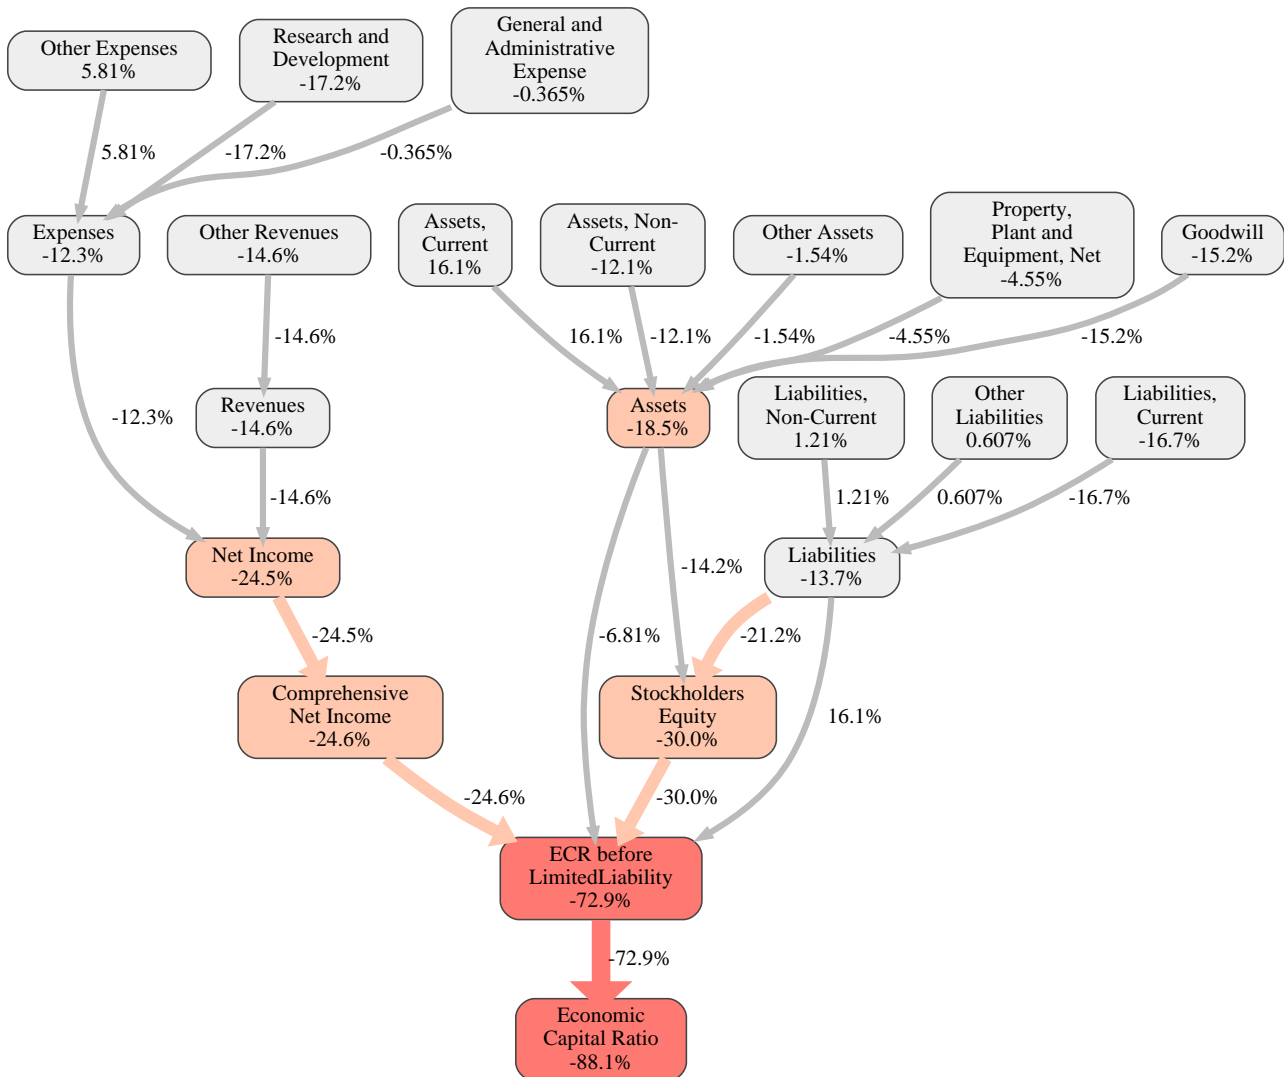 Other Expenses
5.81%
Research and
Development
-17.2%
General and
Administrative
Expense
-0.365%
5.81%
-17.2%
-0.365%
Expenses
-12.3%
Other Revenues
-14.6%
Assets,
Current
16.1%
Assets, Non-
Current
-12.1%
Other Assets
-1.54%
Property,
Plant and
Equipment, Net
-4.55%
Goodwill
-15.2%
-14.6%
16.1%
-12.1%
-1.54%
-4.55%
-15.2%
-12.3%
Revenues
-14.6%
Assets
-18.5%
Liabilities,
Non-Current
1.21%
Other
Liabilities
0.607%
Liabilities,
Current
-16.7%
-14.6%
1.21%
0.607%
-16.7%
Net Income
-24.5%
-14.2%
Liabilities
-13.7%
-24.5%
-6.81%
-21.2%
Comprehensive
Net Income
-24.6%
Stockholders
Equity
-30.0%
16.1%
-24.6%
-30.0%
ECR before
LimitedLiability
-72.9%
-72.9%
Economic
Capital Ratio
-88.1%